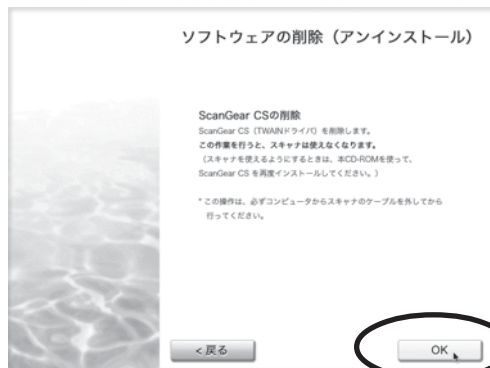 ソフトウェアの削除（アンインストール）
ScanGear CSの削除
ScanGear CS（TWAINドライバ）を削除します。
この作業を行うと、スキャナは使えなくなります。
（スキャナを使えるようにするときは、本CD-ROMを使って、
ScanGear CS を再度インストールしてください。）
* この操作は、必ずコンピュータからスキャナのケーブルを外してから
行ってください。
< 戻る
OK